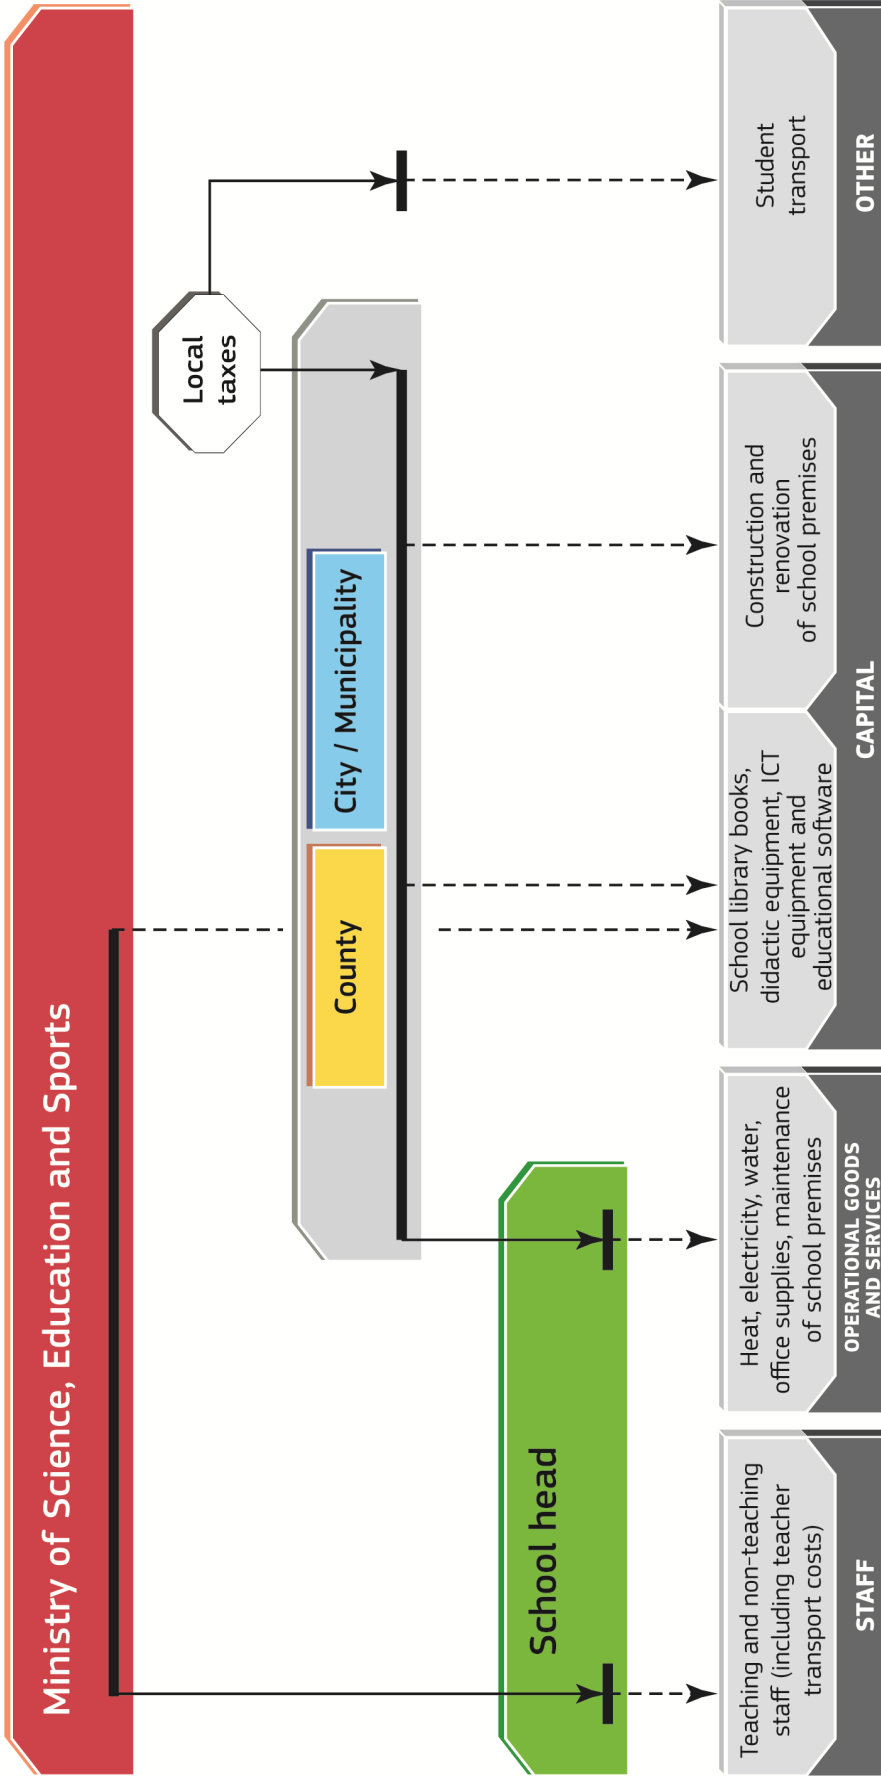 Ministry of Science, Education and Sports
Local
taxes
County
City / Municipality
School head
Teaching and non-teaching
staff (including teacher
transport costs)
STAFF
Heat, electricity, water,
office supplies, maintenance
of school premises
OPERATIONAL GOODS
AND SERVICES
School library books,
didactic equipment, ICT
equipment and
educational software
Construction and
renovation
of school premises
CAPITAL
Student
transport
OTHER